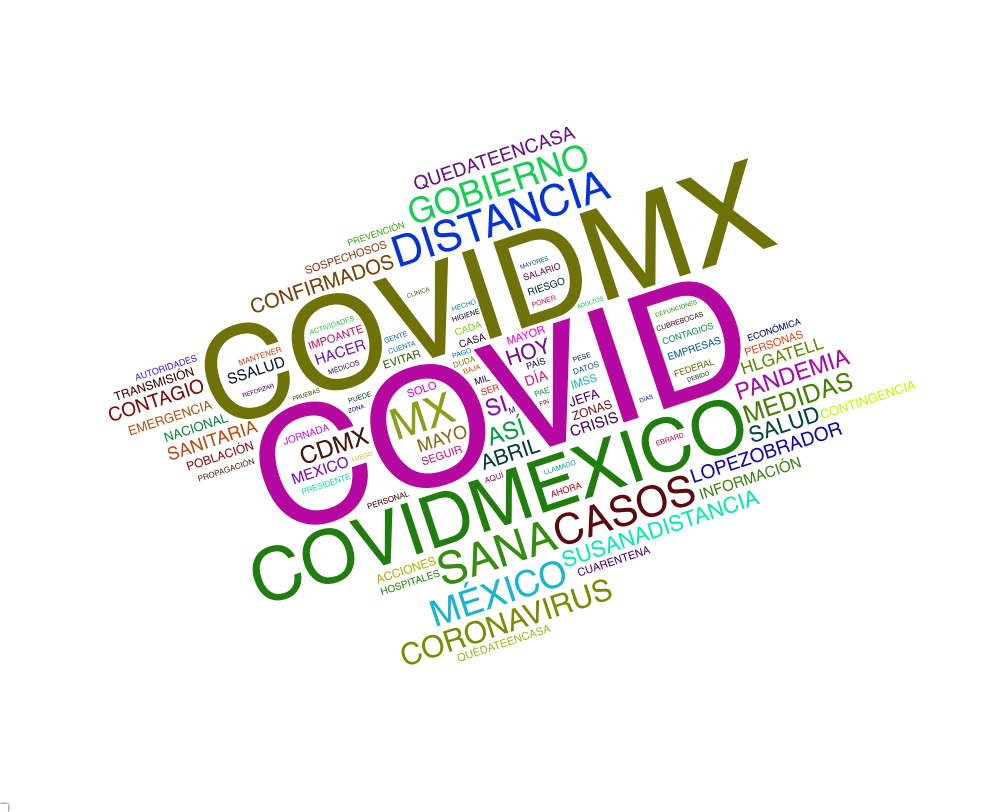 QUEDATEENCASA
GOBIERNO
DISTANCIA
PREVENCIÓN
SOSPECHOSOS
CONFIRMADOS
COVIDMX
CLÍNICA
MAYORES
SALARIO
RIESGO
PONER
HECHO
HIGIENE
CADA
CASA
ADULTOS
ACTIVIDADES
IMPOANTE
HACER
MÉDICOS
GENTE
CUENTA
EVITAR
PAGO
DUDA
BAJA
MAYOR
HOY
PAÍS
DÍA
PAE
FIN
MIL
SER
SI
M
ASÍ
ABRIL
AUTORIDADES
TRANSMISIÓN
CONTAGIO
EMERGENCIA
NACIONAL
SANITARIA
POBLACIÓN
PROPAGACIÓN
MANTENER
SSALUD
REFORZAR
PRUEBAS
PUEDE
ZONA
COVID
DEFUNCIONES
CUBREBOCAS
CONTAGIOS
EMPRESAS
FEDERAL
DEBIDO
PESE
DATOS
IMSS
JEFA
ZONAS
CRISIS
DÍAS
ECONÓMICA
PERSONAS
HLGATELL
PANDEMIA
MEDIDAS
SALUD
CONTINGENCIA
LOPEZOBRADOR
INFORMACIÓN
SOLO
MX
MAYO
SEGUIR
JORNADA
CDMX
MEXICO
LUEGO
PRESIDENTE
PERSONAL
AQUÍ
LLAMADO
AHORA
EBRARD
COVIDMEXICO
CASOS
SANA
SUSANADISTANCIA
CUARENTENA
ACCIONES
HOSPITALES
MÉXICO
CORONAVIRUS
QUÉDATEENCASA